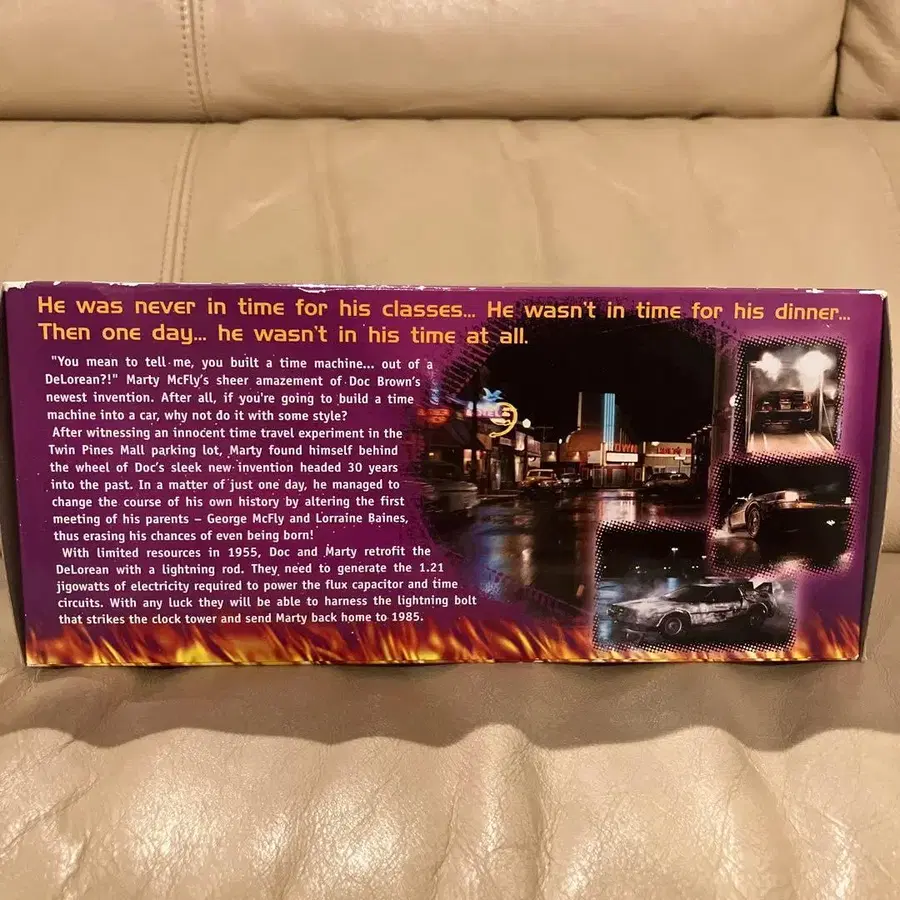 He was never in time for his classes... He wasn't in time for his dinner...
Then one day... he wasn't in his time at all.
"You mean to tell me, you built a time machine... out of a
DeLorean?!" Marty McFly's sheer amazement of Doc Brown's
newest invention. After all, if you're going to build a time
machine into a car, why not do it with some style?
After witnessing an innocent time travel experiment in the
Twin Pines Mall parking lot, Marty found himself behind
the wheel of Doc's sleek new invention headed 30 years
into the past. In a matter of just one day, he managed to
change the course of his own history by altering the first
meeting of his parents – George McFly and Lorraine Baines,
thus erasing his chances of even being born!
With limited resources in 1955, Doc and Marty retrofit the
DeLorean with a lightning rod. They need to generate the 1.21
jigowatts of electricity required to power the flux capacitor and time
circuits. With any luck they will be able to harness the lightning bolt
that strikes the clock tower and send Marty back home to 1985.
TOWN